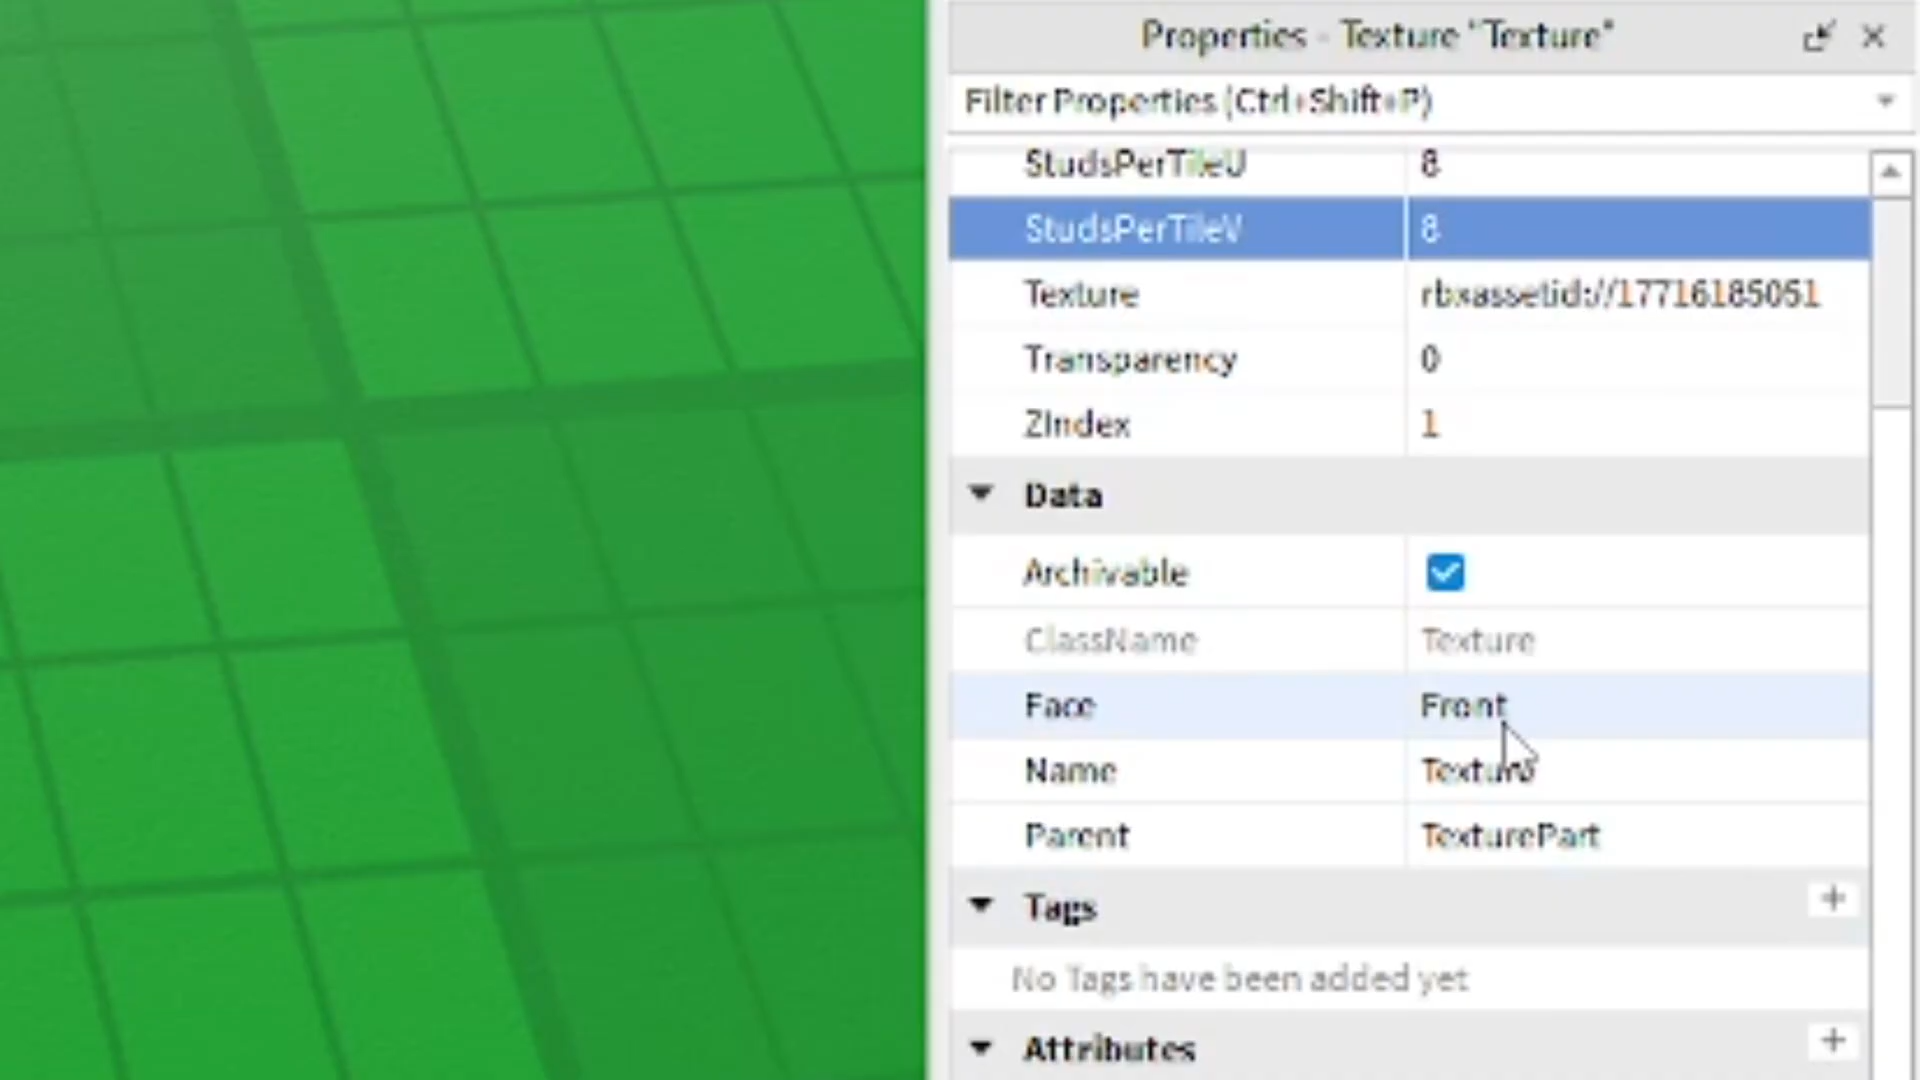 Properties - Texture "Texture"
Filter Properties (Ctrl+Shift+P)
StudsPerTileU 8
StudsPerTileV 8
Texture rbxassetid://17716185051
Transparency 0
ZIndex 1
Data
Archivable
ClassName Texture
Face Front
Name Texture
Parent TexturePart
Tags
No Tags have been added yet
Attributes